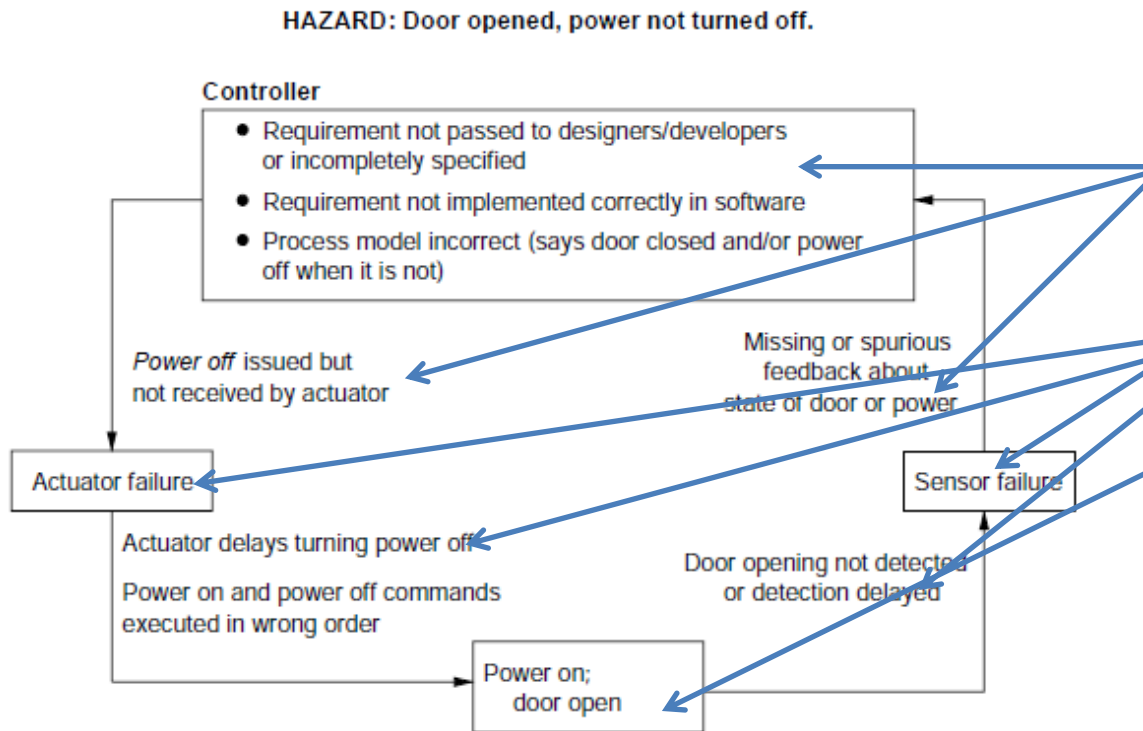 HAZARD: Door opened, power not turned off.
Controller
● Requirement not passed to designers/developers
or incompletely specified
● Requirement not implemented correctly in software
● Process model incorrect (says door closed and/or power
off when it is not)
Power off issued but
not received by actuator
Missing or spurious
feedback about
state of door or power
Actuator failure
Sensor failure
Actuator delays turning power off
Power on and power off commands
executed in wrong order
Door opening not detected
or detection delayed
Power on;
door open